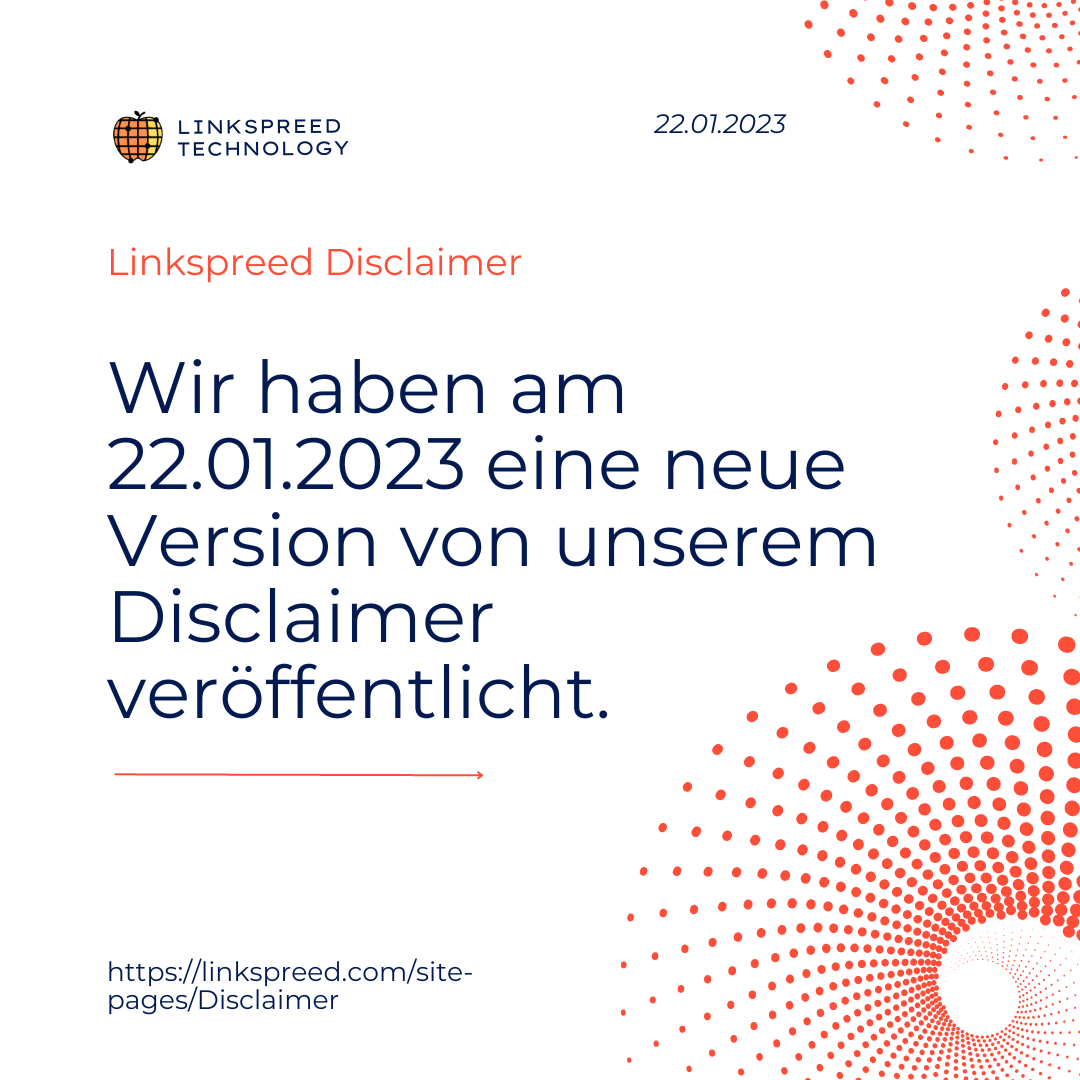 LINKSPREED
TECHNOLOGY
22.01.2023
Linkspreed Disclaimer
Wir haben am
22.01.2023 eine neue
Version von unserem
Disclaimer
veröffentlicht.
https://linkspreed.com/site-
pages/Disclaimer